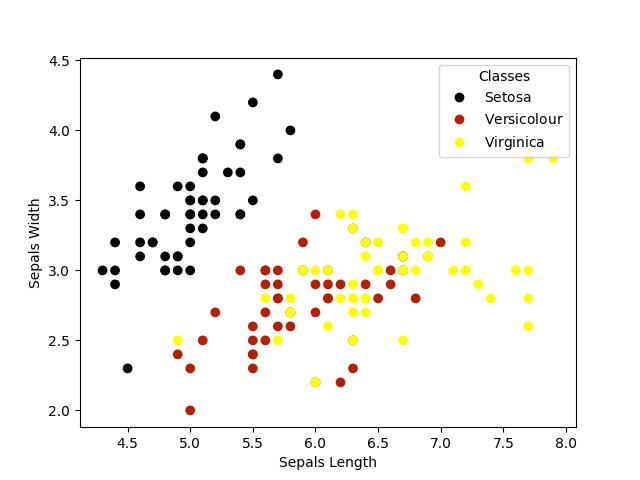 4.5
4.0
3.5
3.0
2.5
2.0
Sepals Width
Classes
Setosa
Versicolour
Virginica
4.5 5.0 5.5 6.0 6.5 7.0 7.5 8.0
Sepals Length